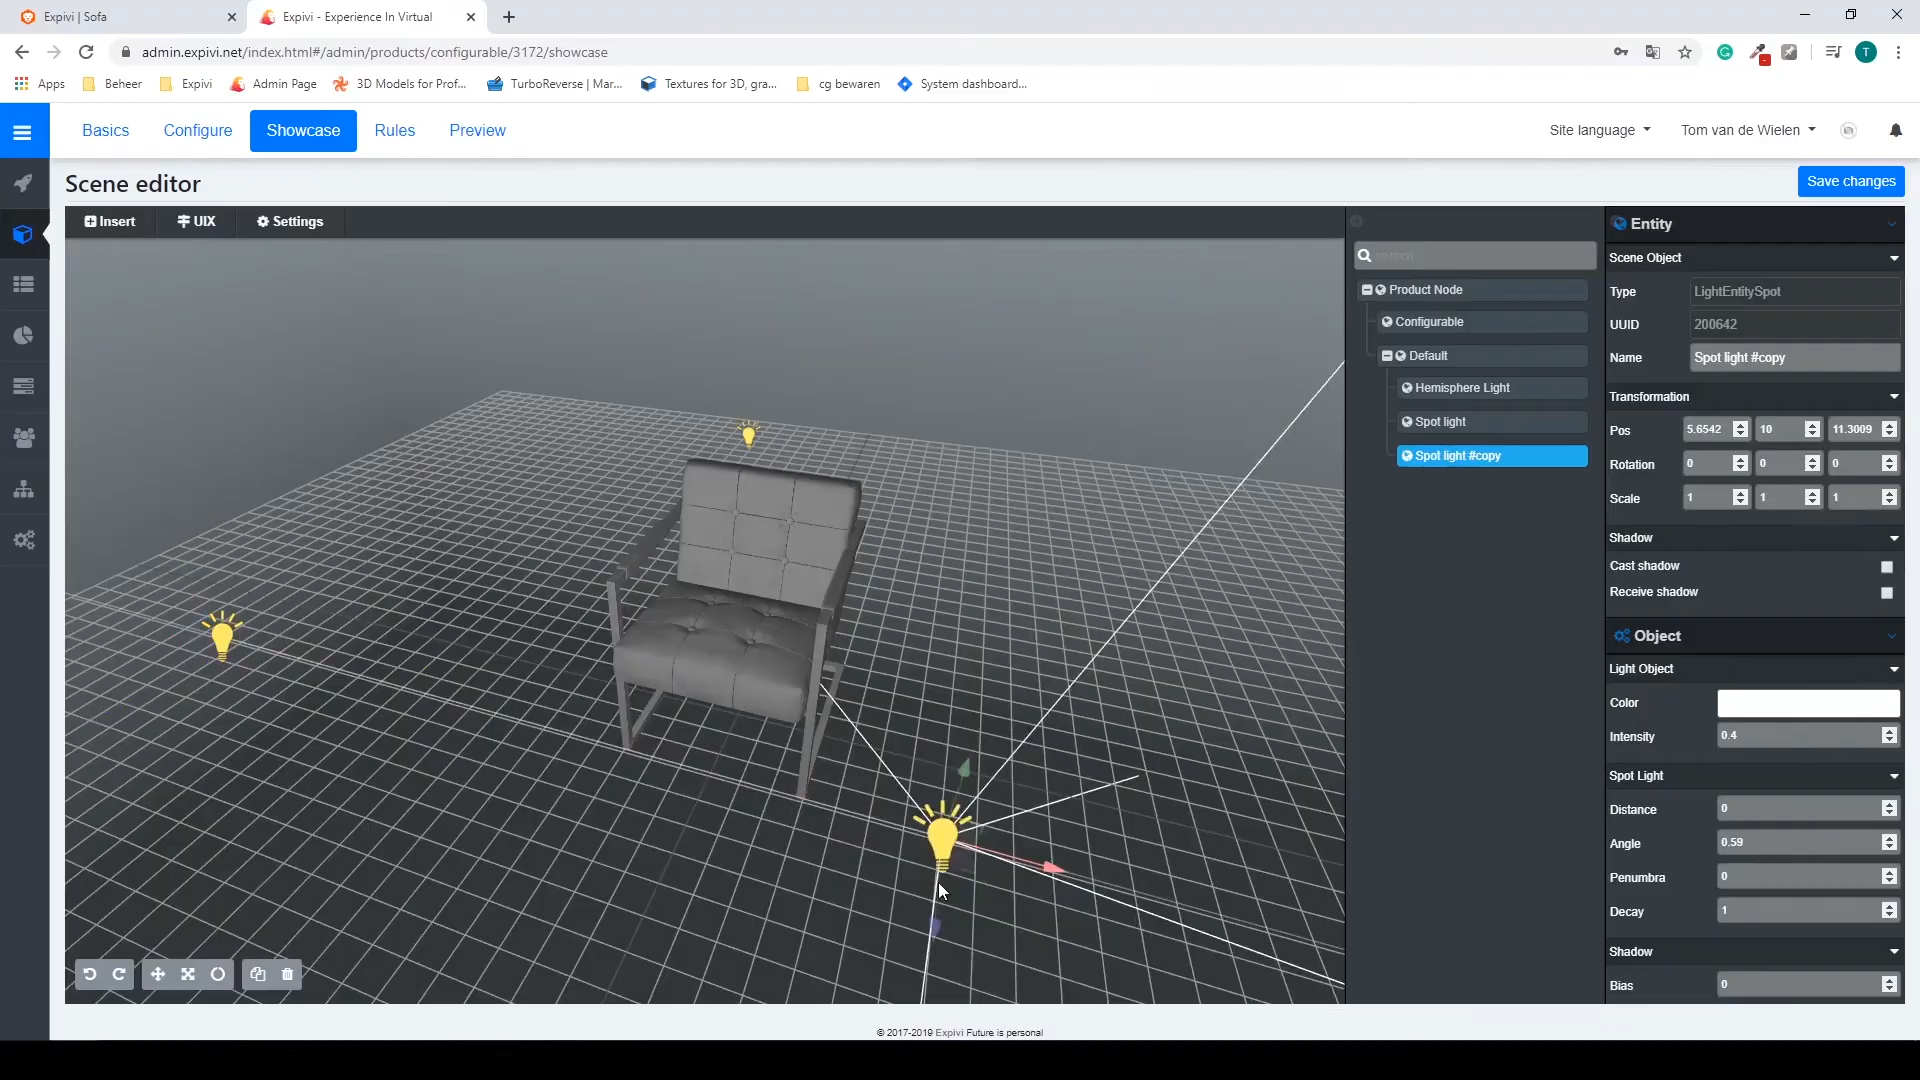 Expivi | Sofa
Expivi - Experience In Virtual
admin.expivi.net/index.html#/admin/products/configurable/3172/showcase
T
Apps
Beheer
Expivi
Admin Page
3D Models for Prof...
TurboReverse | Mar...
Textures for 3D, gra...
cg bewaren
System dashboard...
Basics
Configure
Showcase
Rules
Preview
Site language
Tom van de Wielen
Scene editor
Save changes
Insert
UIX
Settings
search
Product Node
Configurable
Default
Hemisphere Light
Spot light
Spot light #copy
Entity
Scene Object
Type LightEntitySpot
UUID 200642
Name Spot light #copy
Transformation
Pos 5.6542 10 11.3009
Rotation 0 0 0
Scale 1 1 1
Shadow
Cast shadow
Receive shadow
Object
Light Object
Color
Intensity 0.4
Spot Light
Distance 0
Angle 0.59
Penumbra 0
Decay 1
Shadow
Bias 0
© 2017-2019 Expivi Future is personal